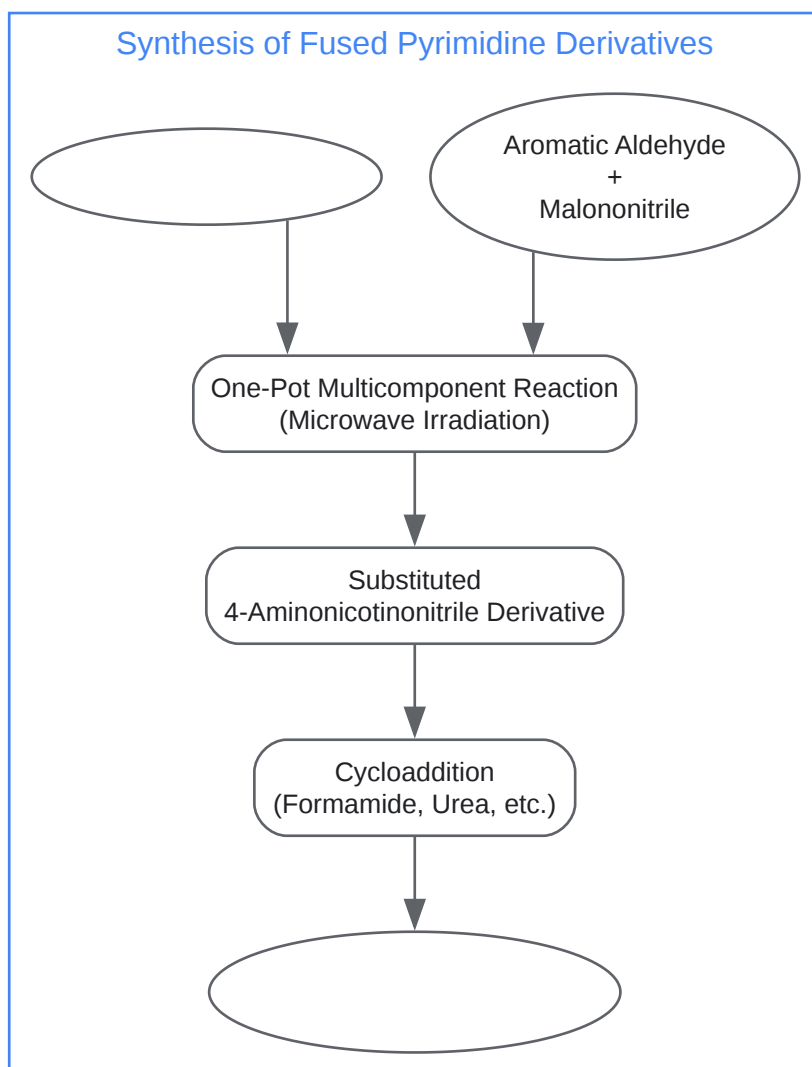 Synthesis of Fused Pyrimidine Derivatives
Aromatic Aldehyde
+
Malononitrile
One-Pot Multicomponent Reaction
(Microwave Irradiation)
Substituted
4-Aminonicotinonitrile Derivative
Cycloaddition
(Formamide, Urea, etc.)